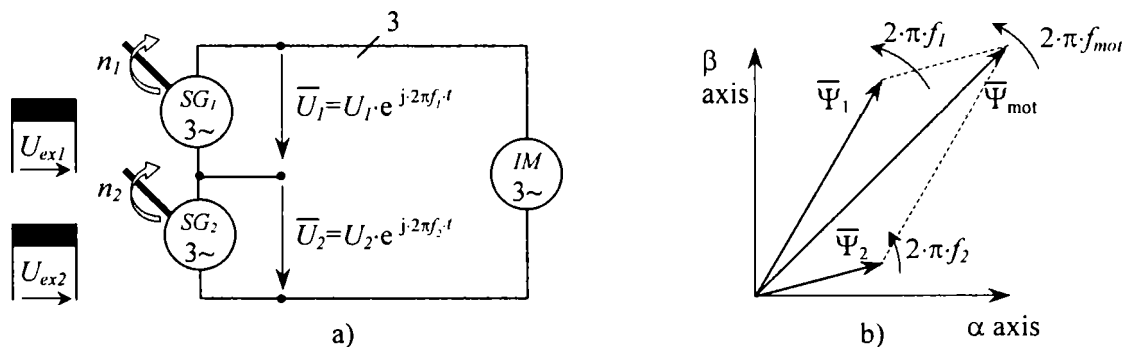 3
n1
SG1
3~
Uex1
U̅1=U1·e j·2πf1·t
n2
SG2
3~
Uex2
U̅2=U2·e j·2πf2·t
IM
3~
a)
β
axis
2·π·f1
2·π·fmot
Ψ̅1
Ψ̅mot
Ψ̅2
2·π·f2
α axis
b)